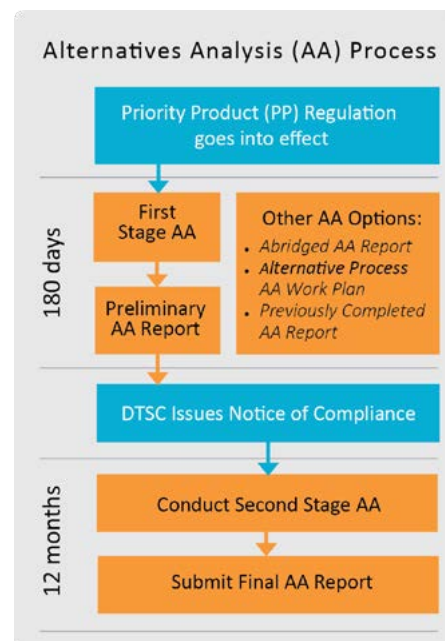 Alternatives Analysis (AA) Process
Priority Product (PP) Regulation
goes into effect
180 days
First
Stage AA
Preliminary
AA Report
Other AA Options:
• Abridged AA Report
• Alternative Process
AA Work Plan
• Previously Completed
AA Report
DTSC Issues Notice of Compliance
12 months
Conduct Second Stage AA
Submit Final AA Report